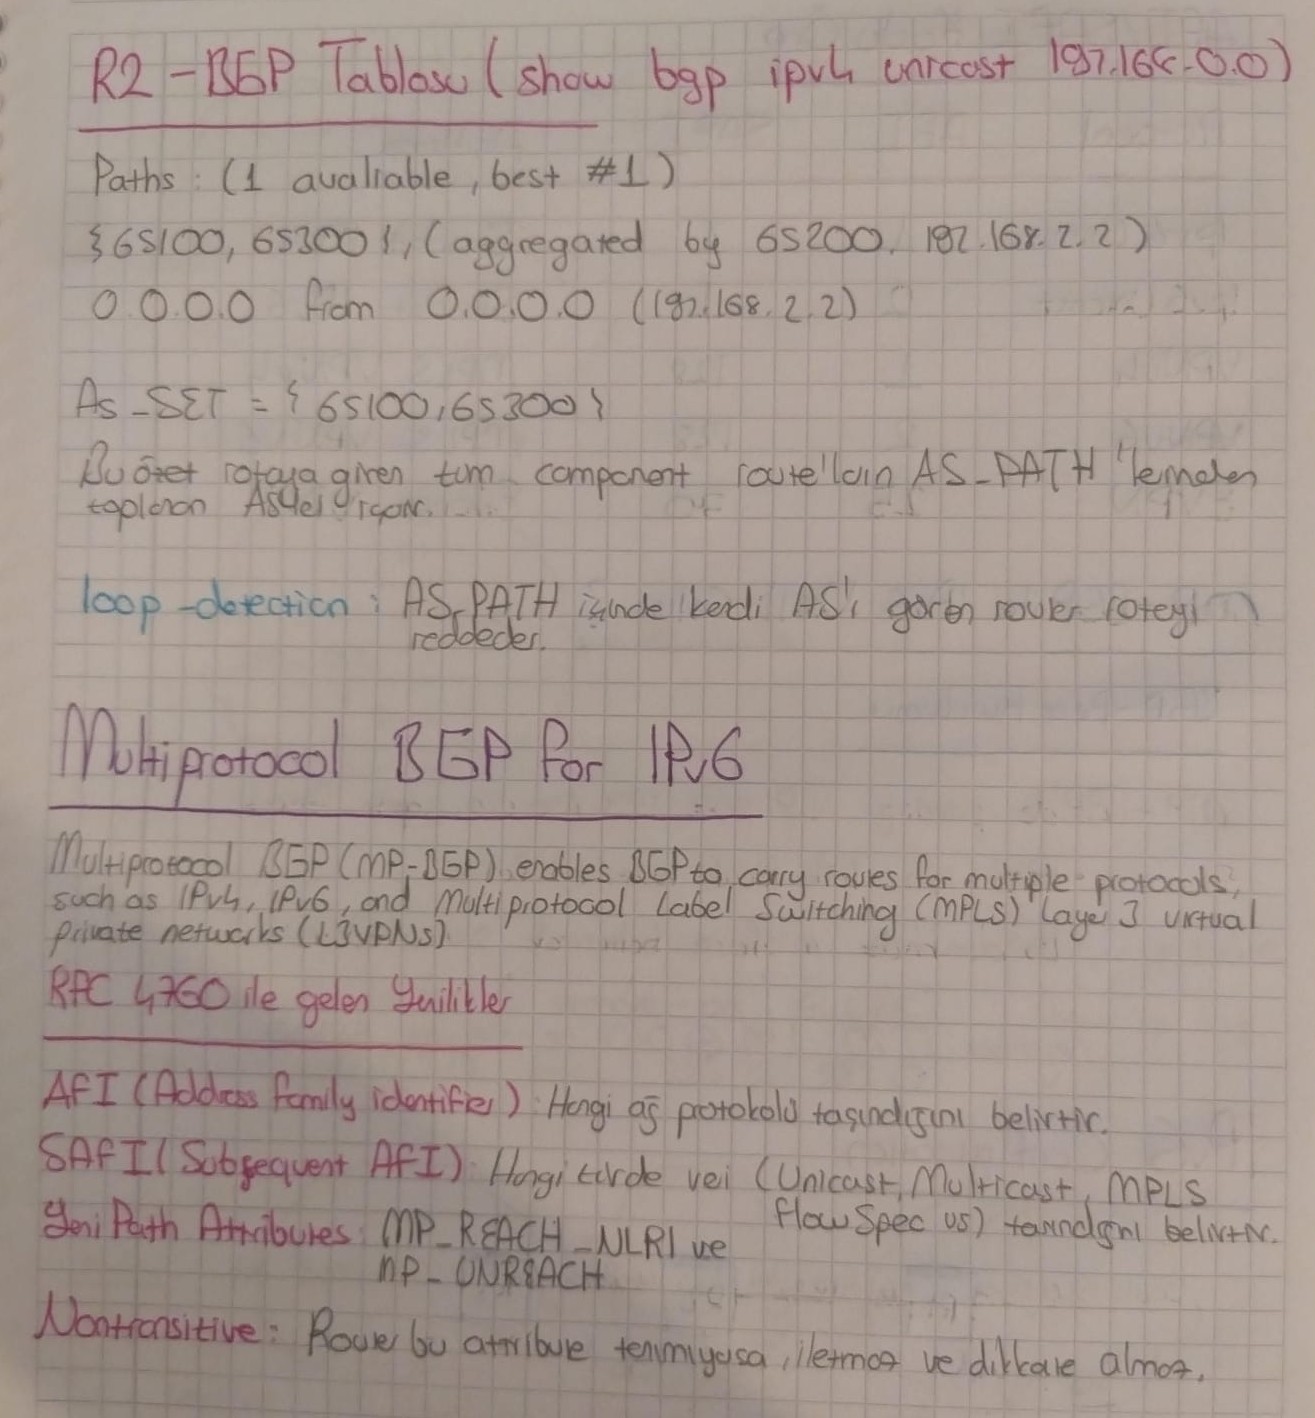 R2-BGP Tablosu (show bgp ipv4 unicast 192.168.0.0)
Paths: (1 avaliable, best #1)
{65100, 65300}, (aggregated by 65200, 192.168.2.2)
0.0.0.0 from 0.0.0.0 (192.168.2.2)
As_SET = {65100,65300}
Bu özet rotaya giren tüm component route'ların AS_PATH'lerinden
toplanan AS'leri
loop-detection: AS_PATH içinde kendi AS'ı gören router rotayı
reddeder.
Multiprotocol BGP for IPv6
Multiprotocol BGP (MP-BGP) enables BGP to carry routes for multiple protocols,
such as IPv4, IPv6, and Multiprotocol Label Switching (MPLS) Layer 3 virtual
private networks (L3VPNs)
RFC 4760 ile gelen Yenilikler
AFI (Address family identifier): Hangi ağ protokolü taşındığını belirtir.
SAFI (Subsequent AFI): Hangi türde veri (Unicast, Multicast, MPLS
flowSpec vs) taşındığını belirtir.
Yeni Path Attributes: MP_REACH_NLRI ve
MP_UNREACH
Nontransitive: Router bu attribute tanımıyosa, iletmez ve dikkate almaz.